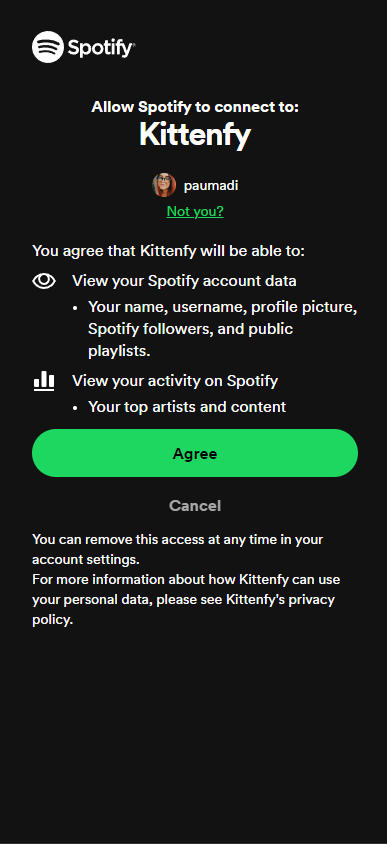 Spotify
Allow Spotify to connect to:
Kittenfy
paumadi
Not you?
You agree that Kittenfy will be able to:
View your Spotify account data
• Your name, username, profile picture,
Spotify followers, and public
playlists.
View your activity on Spotify
• Your top artists and content
Agree
Cancel
You can remove this access at any time in your
account settings.
For more information about how Kittenfy can use
your personal data, please see Kittenfy's privacy
policy.